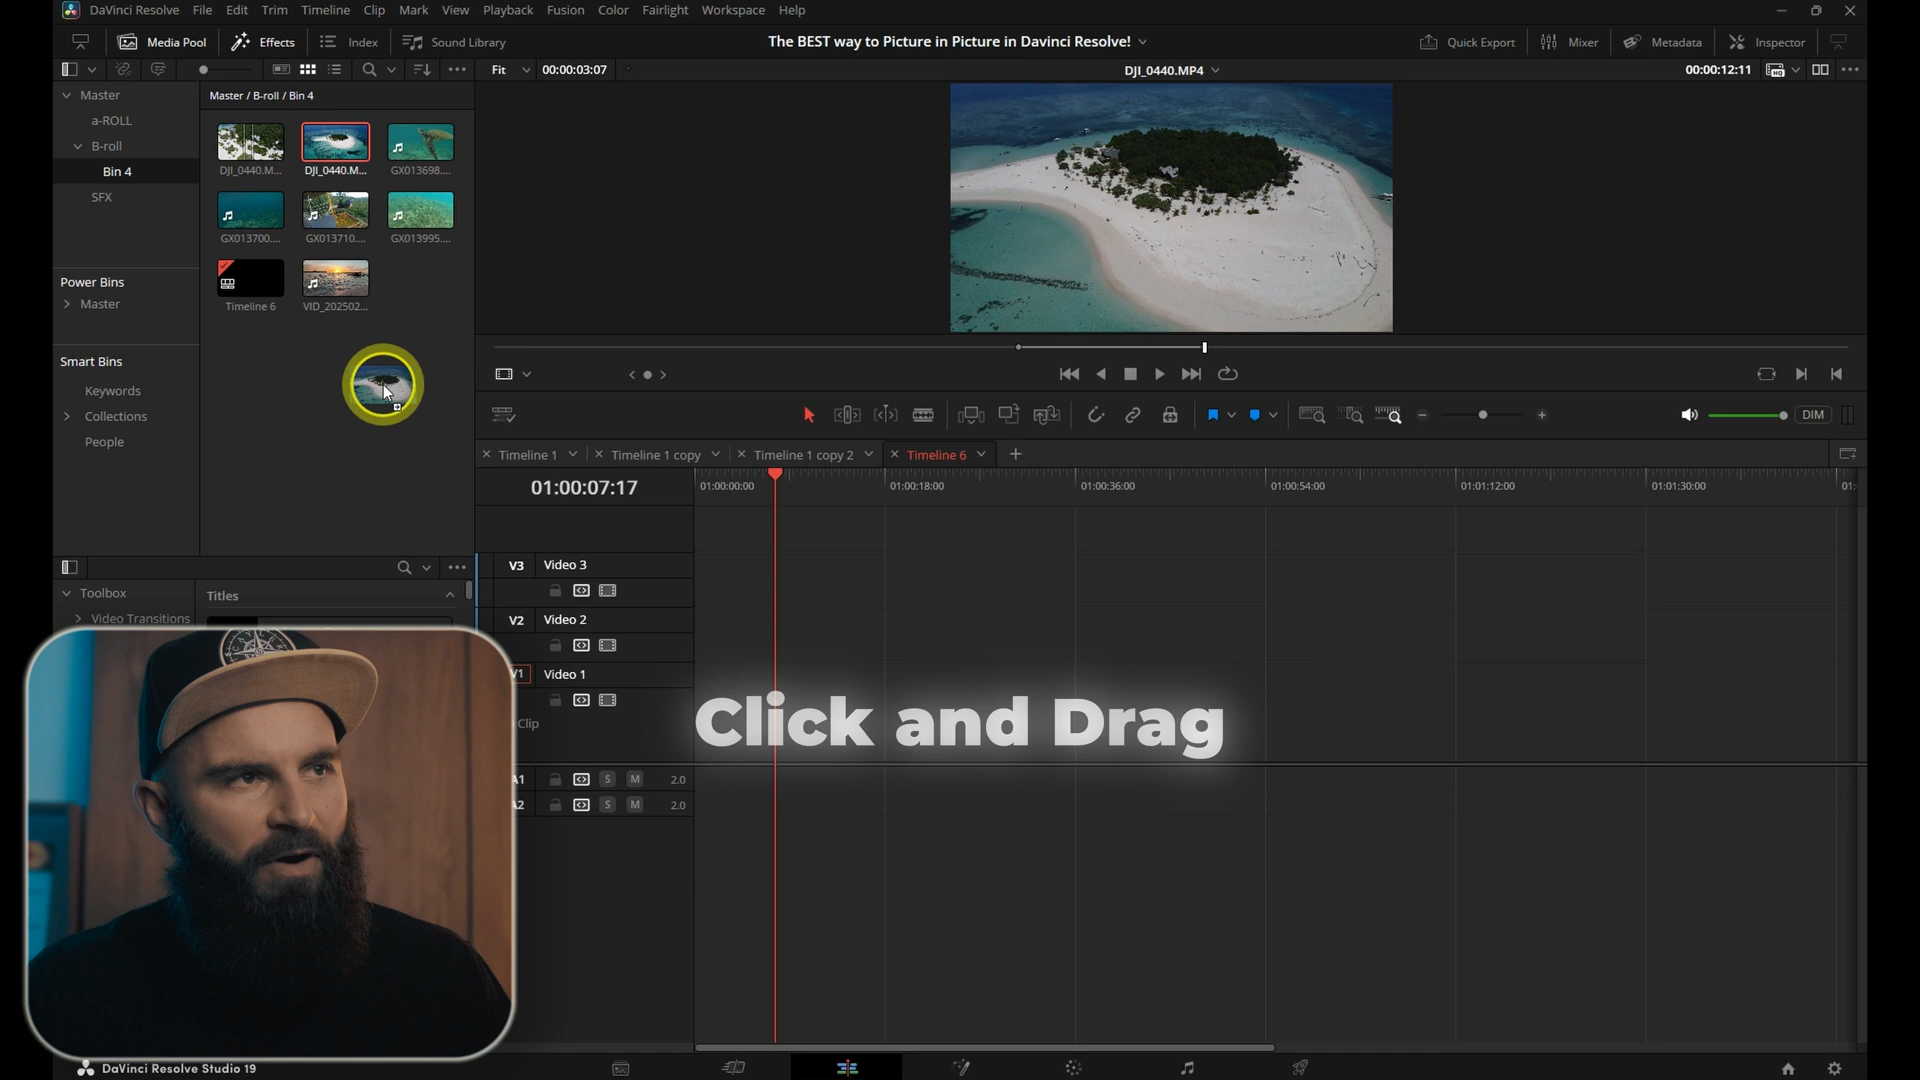 DaVinci Resolve File Edit Trim Timeline Clip Mark View Playback Fusion Color Fairlight Workspace Help
Media Pool Effects Index Sound Library
The BEST way to Picture in Picture in Davinci Resolve!
Quick Export Mixer Metadata Inspector
Fit 00:00:03:07 DJI_0440.MP4 00:00:12:11
Master
a-ROLL
B-roll
Bin 4
SFX
Master / B-roll / Bin 4
DJI_0440.M... DJI_0440.M... GX013698....
GX013700.... GX013710.... GX013995....
Timeline 6 VID_202502...
Power Bins
Master
Smart Bins
Keywords
Collections
People
DIM
Timeline 1 Timeline 1 copy Timeline 1 copy 2 Timeline 6
01:00:07:17
01:00:00:00 01:00:18:00 01:00:36:00 01:00:54:00 01:01:12:00 01:01:30:00 01:
V3 Video 3
V2 Video 2
V1 Video 1
Clip
A1 S M 2.0
A2 S M 2.0
Toolbox
Video Transitions
Titles
Click and Drag
DaVinci Resolve Studio 19